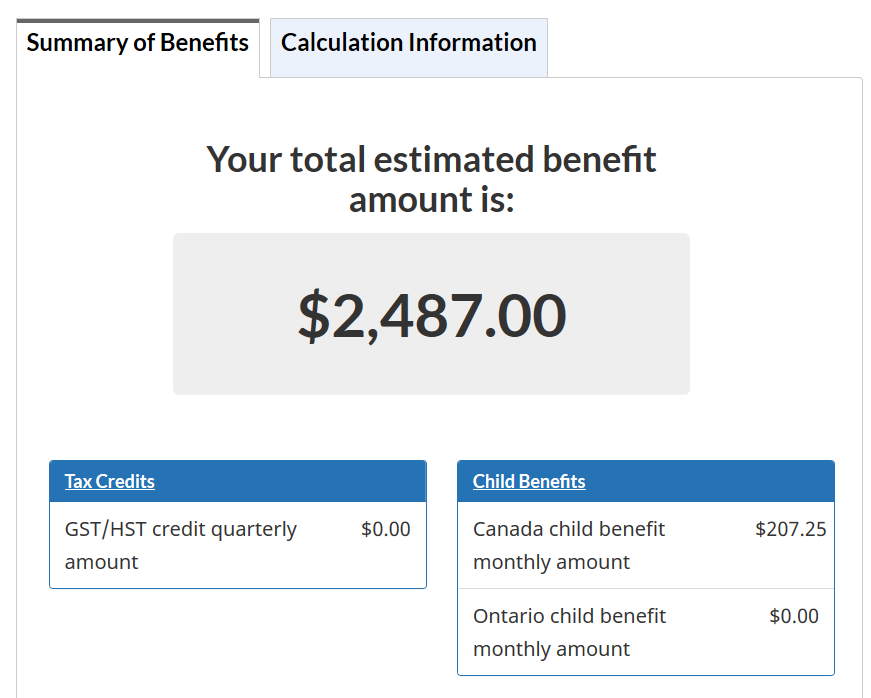 Summary of Benefits
Calculation Information
Your total estimated benefit
amount is:
$2,487.00
Tax Credits
GST/HST credit quarterly $0.00
amount
Child Benefits
Canada child benefit $207.25
monthly amount
Ontario child benefit $0.00
monthly amount